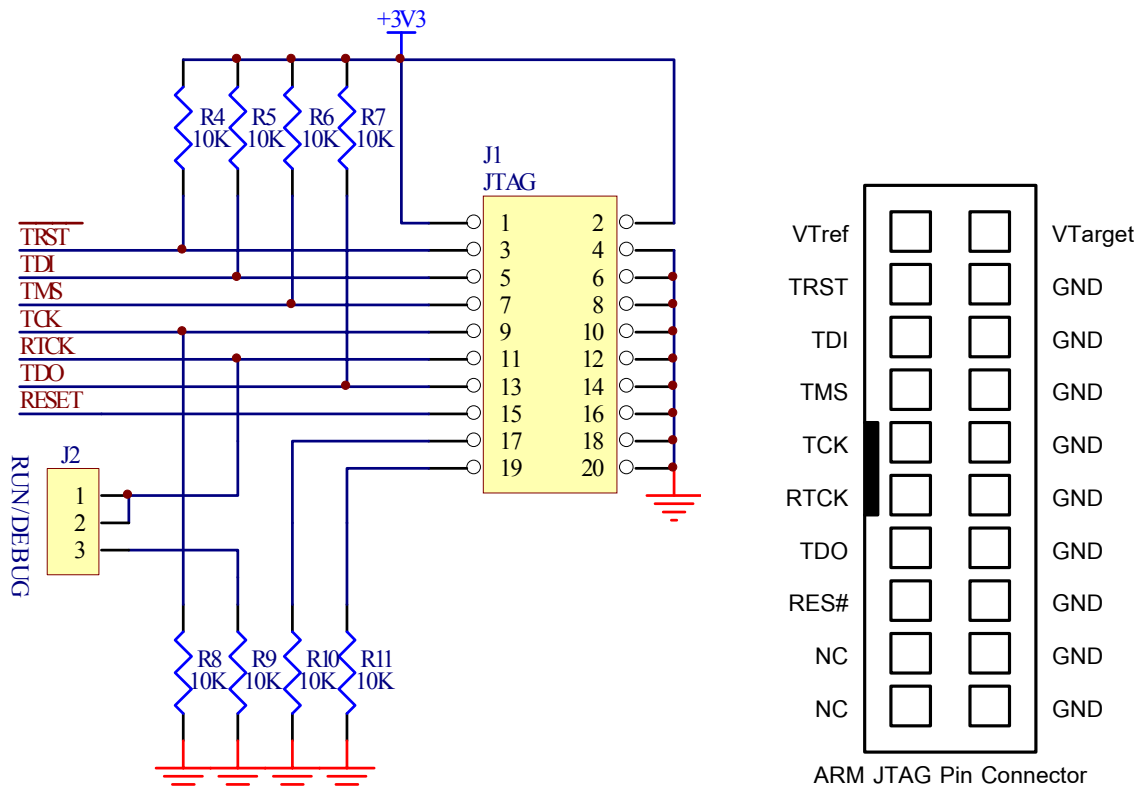 +3V3
R4 R5 R6 R7
10K 10K 10K 10K
J1
JTAG
TRST
TDI
TMS
TCK
RTCK
TDO
RESET
1 2
3 4
5 6
7 8
9 10
11 12
13 14
15 16
17 18
19 20
J2
1
2
3
RUN/DEBUG
R8 R9 R10 R11
10K 10K 10K 10K
VTref VTarget
TRST GND
TDI GND
TMS GND
TCK GND
RTCK GND
TDO GND
RES# GND
NC GND
NC GND
ARM JTAG Pin Connector